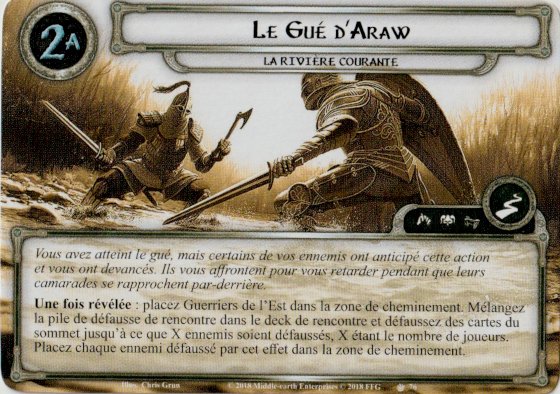 2A
LE GUÉ D'ARAW
LA RIVIÈRE COURANTE
Vous avez atteint le gué, mais certains de vos ennemis ont anticipé cette action
et vous ont devancés. Ils vous affrontent pour vous retarder pendant que leurs
camarades se rapprochent par-derrière.
Une fois révélée : placez Guerriers de l'Est dans la zone de cheminement. Mélangez
la pile de défausse de rencontre dans le deck de rencontre et défaussez des cartes du
sommet jusqu'à ce que X ennemis soient défaussés, X étant le nombre de joueurs.
Placez chaque ennemi défaussé par cet effet dans la zone de cheminement.
Illus. Chris Grun © 2018 Middle-earth Enterprises © 2018 FFG 76